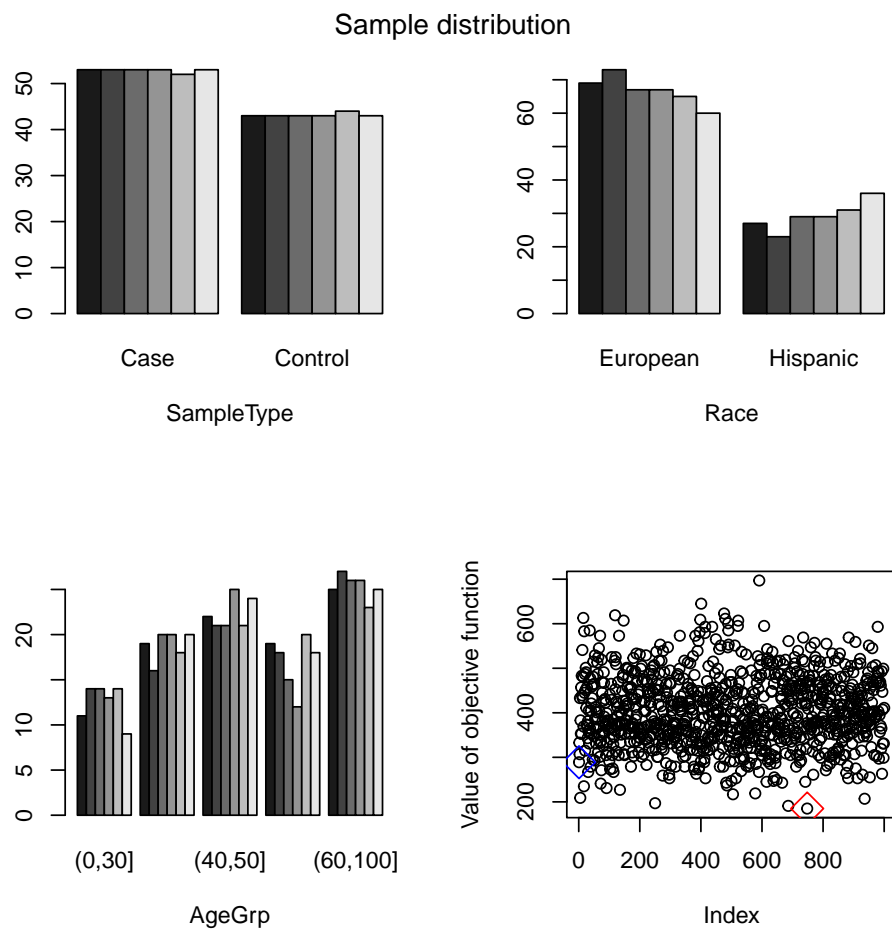 Sample distribution
0 10 20 30 40 50
Case Control
SampleType
0 20 40 60
European Hispanic
Race
0 5 10 20
(0,30] (40,50] (60,100]
AgeGrp
Value of objective function
200 400 600
0 200 400 600 800
Index